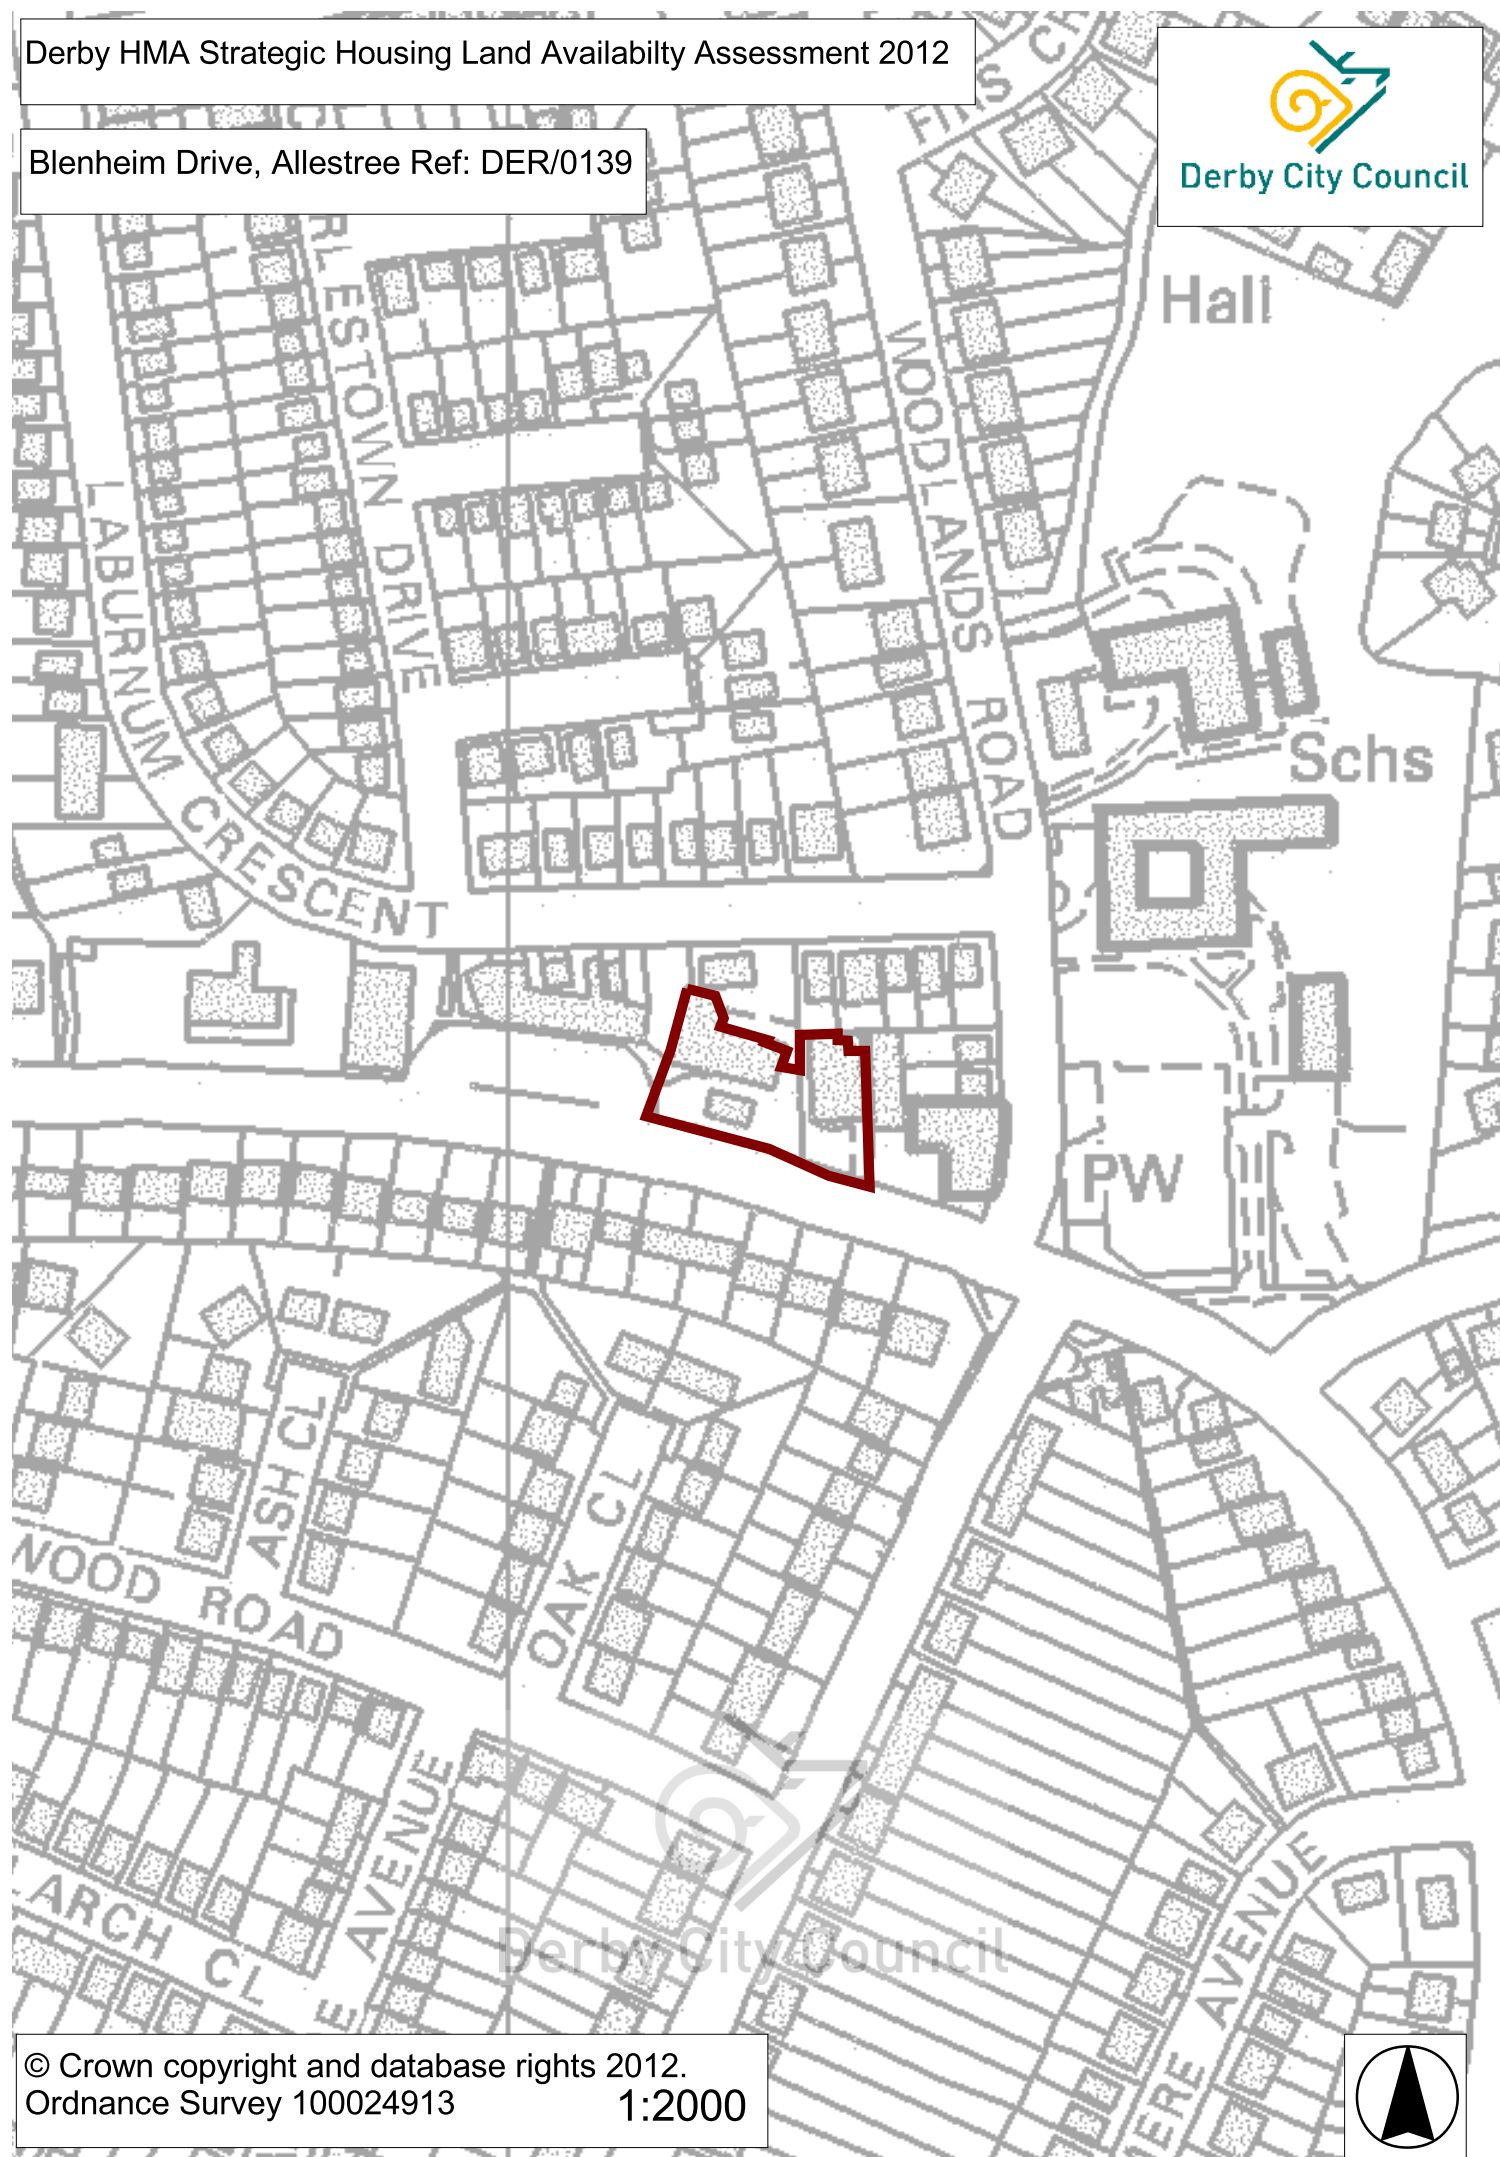 Derby HMA Strategic Housing Land Availabilty Assessment 2012
Blenheim Drive, Allestree Ref: DER/0139
Derby City Council
Hall
WOODLANDS ROAD
DRIVE
LABURNUM CRESCENT
Schs
PW
ASH CL
OAK CL
WOOD ROAD
AVENUE
LARCH CL
AVENUE
Derby City Council
© Crown copyright and database rights 2012.
Ordnance Survey 100024913
1:2000